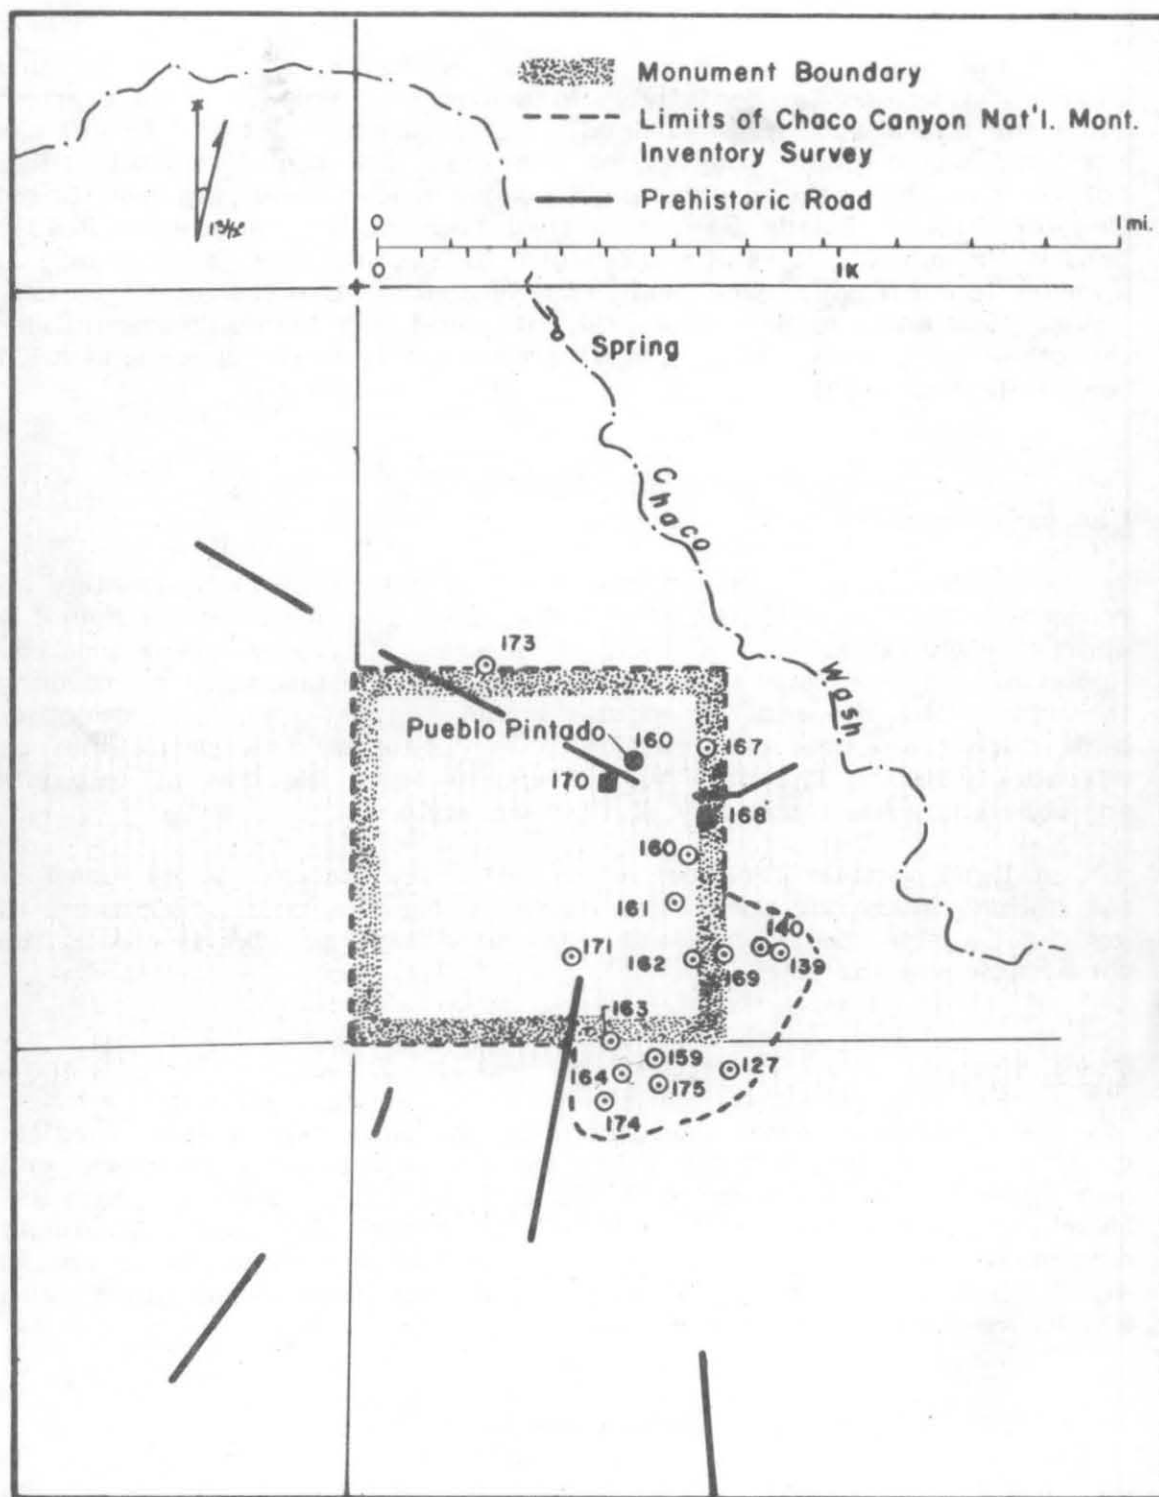 Monument Boundary
Limits of Chaco Canyon Nat'l. Mont.
Inventory Survey
Prehistoric Road
0
1 mi.
0
1K
Spring
Chaco
Wash
173
Pueblo Pintado
160
167
170
168
160
161
140
171
162
139
169
163
159
127
164
175
174